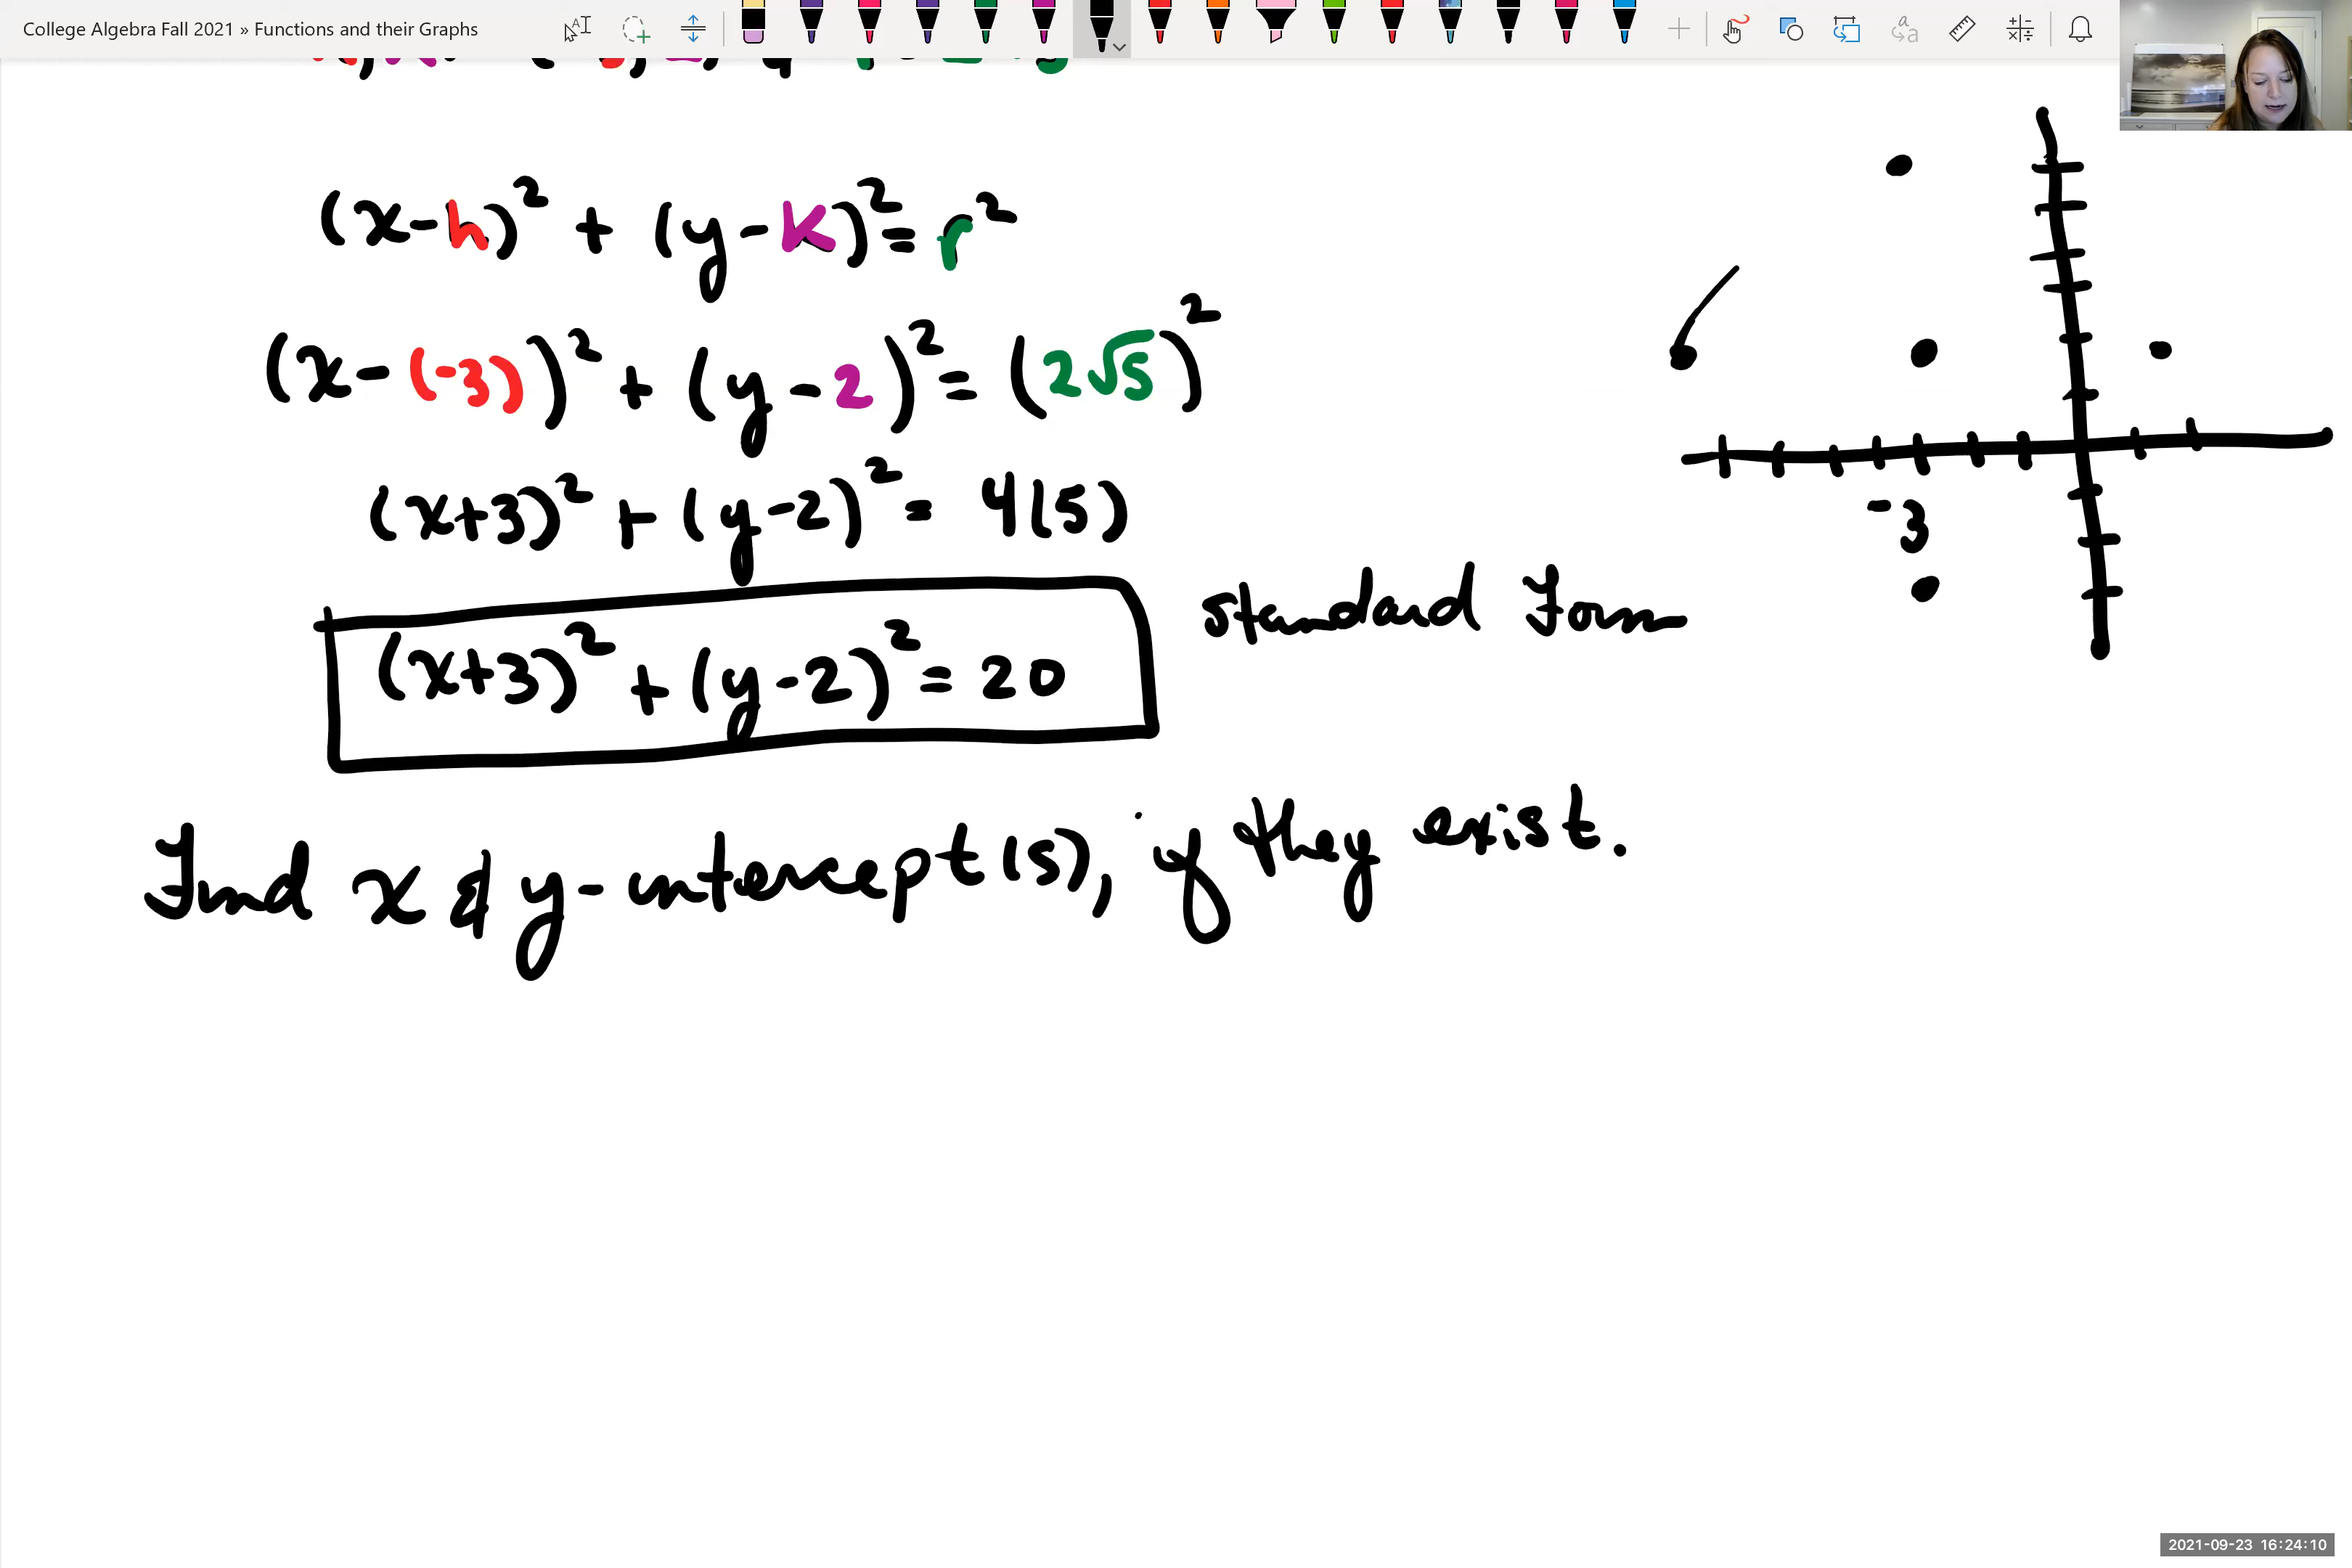 College Algebra Fall 2021 » Functions and their Graphs
(x-h)² + (y-k)² = r²
(x-(-3))² + (y-2)² = (2√5)²
(x+3)² + (y-2)² = 4(5)
-3
(x+3)² + (y-2)² = 20
Standard Form
Find x & y-intercept(s), if they exist.
2021-09-23 16:24:10